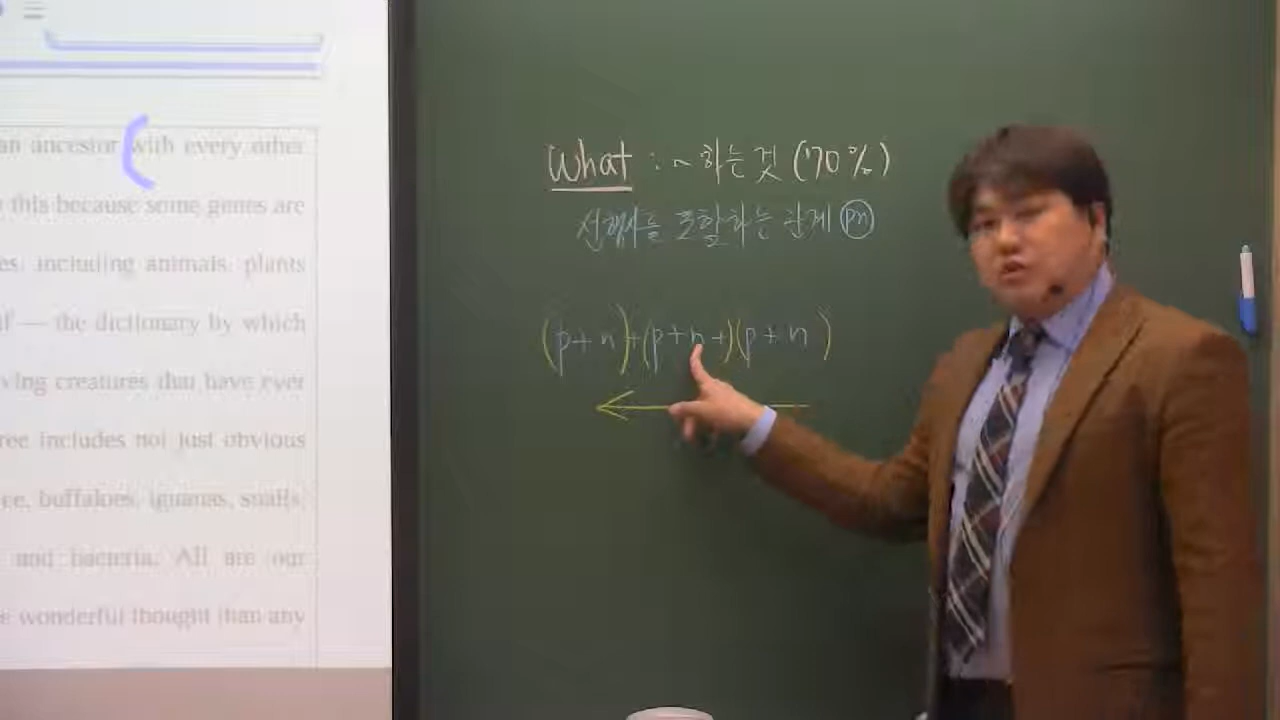 an ancestor (with every other
this because some genes are
including animals, plants
— the dictionary by which
creatures that have ever
includes not just obvious
buffaloes, iguanas, snails,
and bacteria. All are our
wonderful thought than any
What : ~하는 것 (70%)
선행사를 포함하는 관계 pn
(p+n)+(p+n+)(p+n)